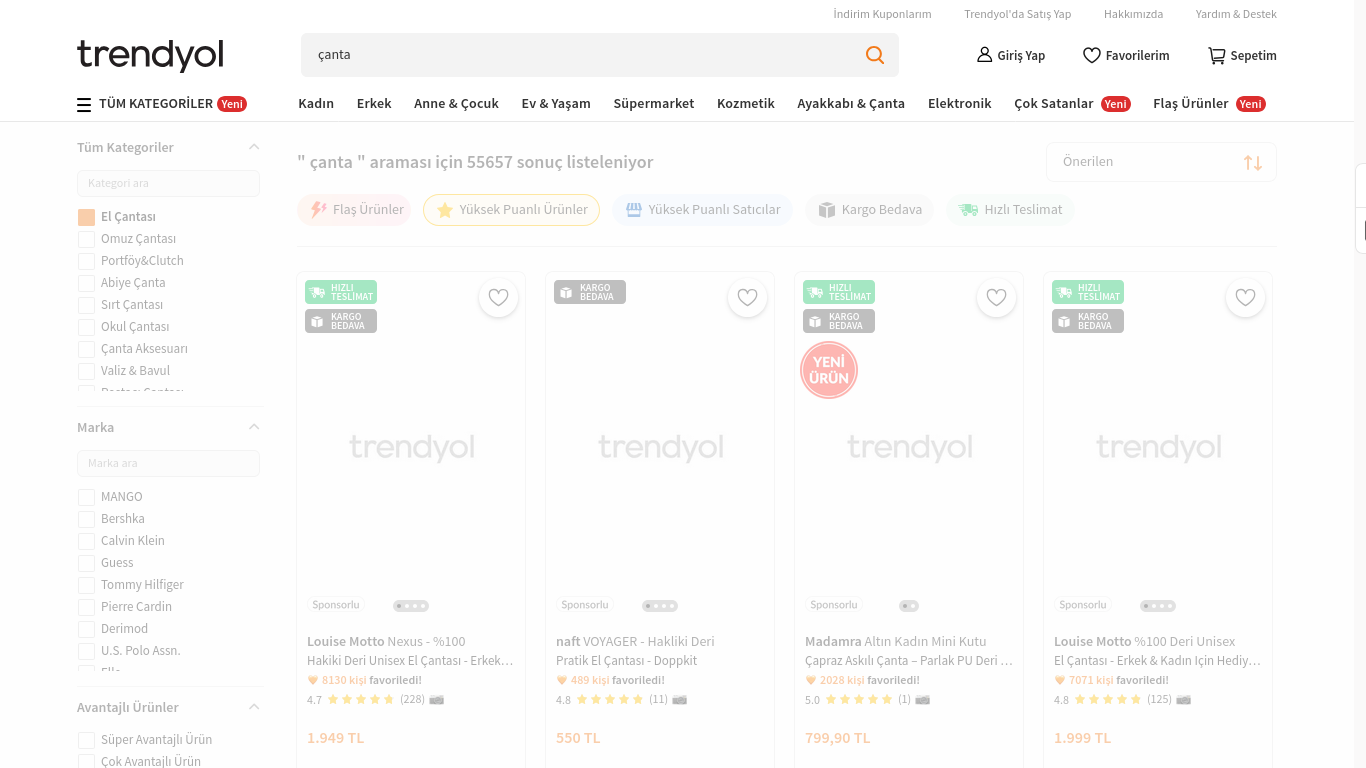 İndirim Kuponlarım
Trendyol'da Satış Yap
Hakkımızda
Yardım & Destek
trendyol
çanta
Giriş Yap
Favorilerim
Sepetim
TÜM KATEGORİLER Yeni
Kadın
Erkek
Anne & Çocuk
Ev & Yaşam
Süpermarket
Kozmetik
Ayakkabı & Çanta
Elektronik
Çok Satanlar Yeni
Flaş Ürünler Yeni
Tüm Kategoriler
Kategori ara
El Çantası
Omuz Çantası
Portföy&Clutch
Abiye Çanta
Sırt Çantası
Okul Çantası
Çanta Aksesuarı
Valiz & Bavul
Marka
Marka ara
MANGO
Bershka
Calvin Klein
Guess
Tommy Hilfiger
Pierre Cardin
Derimod
U.S. Polo Assn.
Avantajlı Ürünler
Süper Avantajlı Ürün
Çok Avantajlı Ürün
" çanta " araması için 55657 sonuç listeleniyor
Önerilen
Flaş Ürünler
Yüksek Puanlı Ürünler
Yüksek Puanlı Satıcılar
Kargo Bedava
Hızlı Teslimat
HIZLI
TESLİMAT
KARGO
BEDAVA
trendyol
Sponsorlu
Louise Motto Nexus - %100
Hakiki Deri Unisex El Çantası - Erkek…
8130 kişi favoriledi!
4.7 (228)
1.949 TL
KARGO
BEDAVA
trendyol
Sponsorlu
naft VOYAGER - Hakliki Deri
Pratik El Çantası - Doppkit
489 kişi favoriledi!
4.8 (11)
550 TL
HIZLI
TESLİMAT
KARGO
BEDAVA
YENİ
ÜRÜN
trendyol
Sponsorlu
Madamra Altın Kadın Mini Kutu
Çapraz Askılı Çanta – Parlak PU Deri …
2028 kişi favoriledi!
5.0 (1)
799,90 TL
HIZLI
TESLİMAT
KARGO
BEDAVA
trendyol
Sponsorlu
Louise Motto %100 Deri Unisex
El Çantası - Erkek & Kadın Için Hediy…
7071 kişi favoriledi!
4.8 (125)
1.999 TL